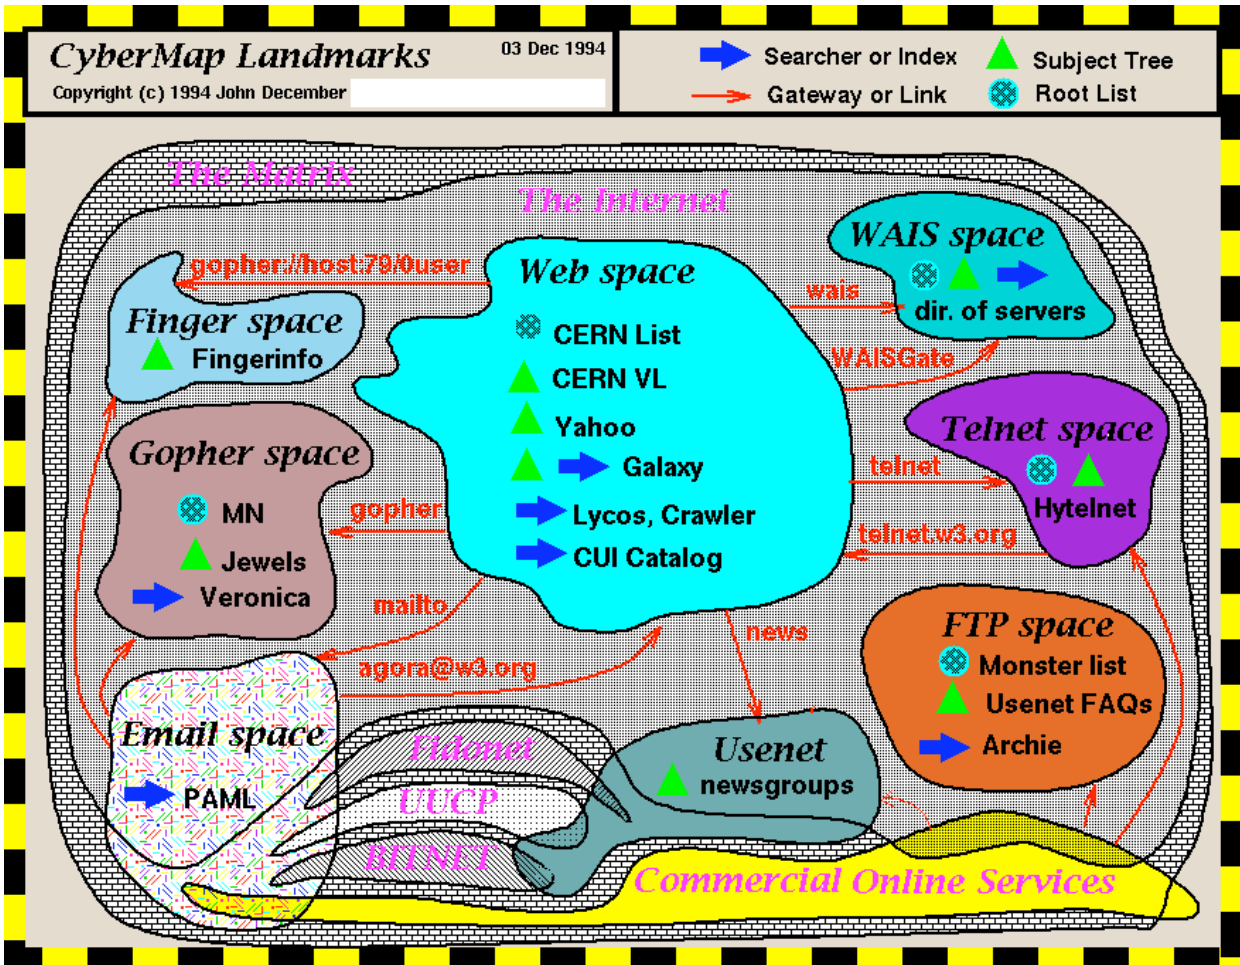 CyberMap Landmarks
03 Dec 1994
Copyright (c) 1994 John December
Searcher or Index
Subject Tree
Gateway or Link
Root List
The Matrix
The Internet
gopher://host:79/0user
Finger space
Fingerinfo
Web space
CERN List
CERN VL
Yahoo
Galaxy
Lycos, Crawler
CUI Catalog
wais
WAIS space
dir. of servers
WAISGate
Gopher space
MN
Jewels
Veronica
gopher
telnet
Telnet space
Hytelnet
telnet.w3.org
mailto
agora@w3.org
news
FTP space
Monster list
Usenet FAQs
Archie
Email space
PAML
Fidonet
UUCP
BITNET
Usenet
newsgroups
Commercial Online Services